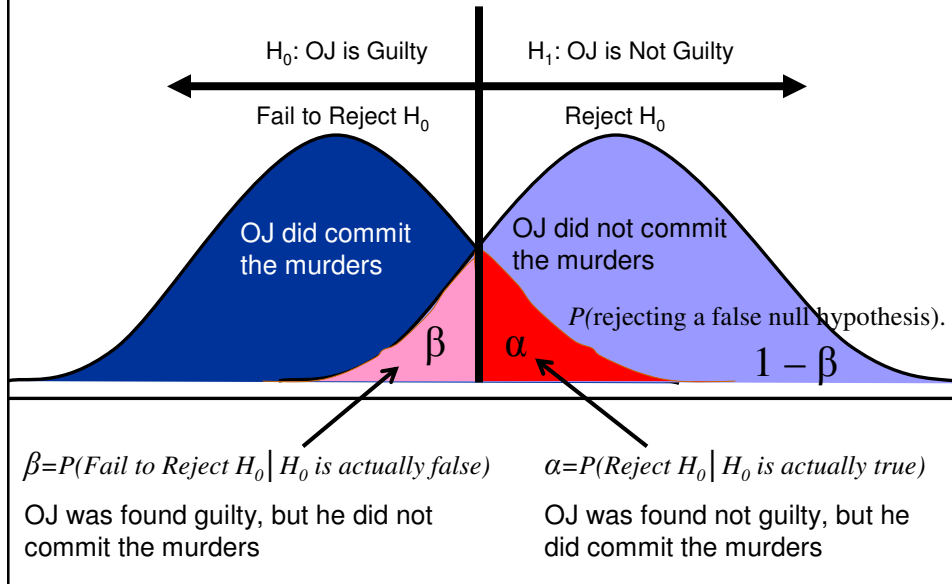 H₀: OJ is Guilty
H₁: OJ is Not Guilty
Fail to Reject H₀
Reject H₀
OJ did commit
the murders
OJ did not commit
the murders
P(rejecting a false null hypothesis).
β
α
1 – β
β=P(Fail to Reject H₀| H₀ is actually false)
α=P(Reject H₀| H₀ is actually true)
OJ was found guilty, but he did not
commit the murders
OJ was found not guilty, but he
did commit the murders